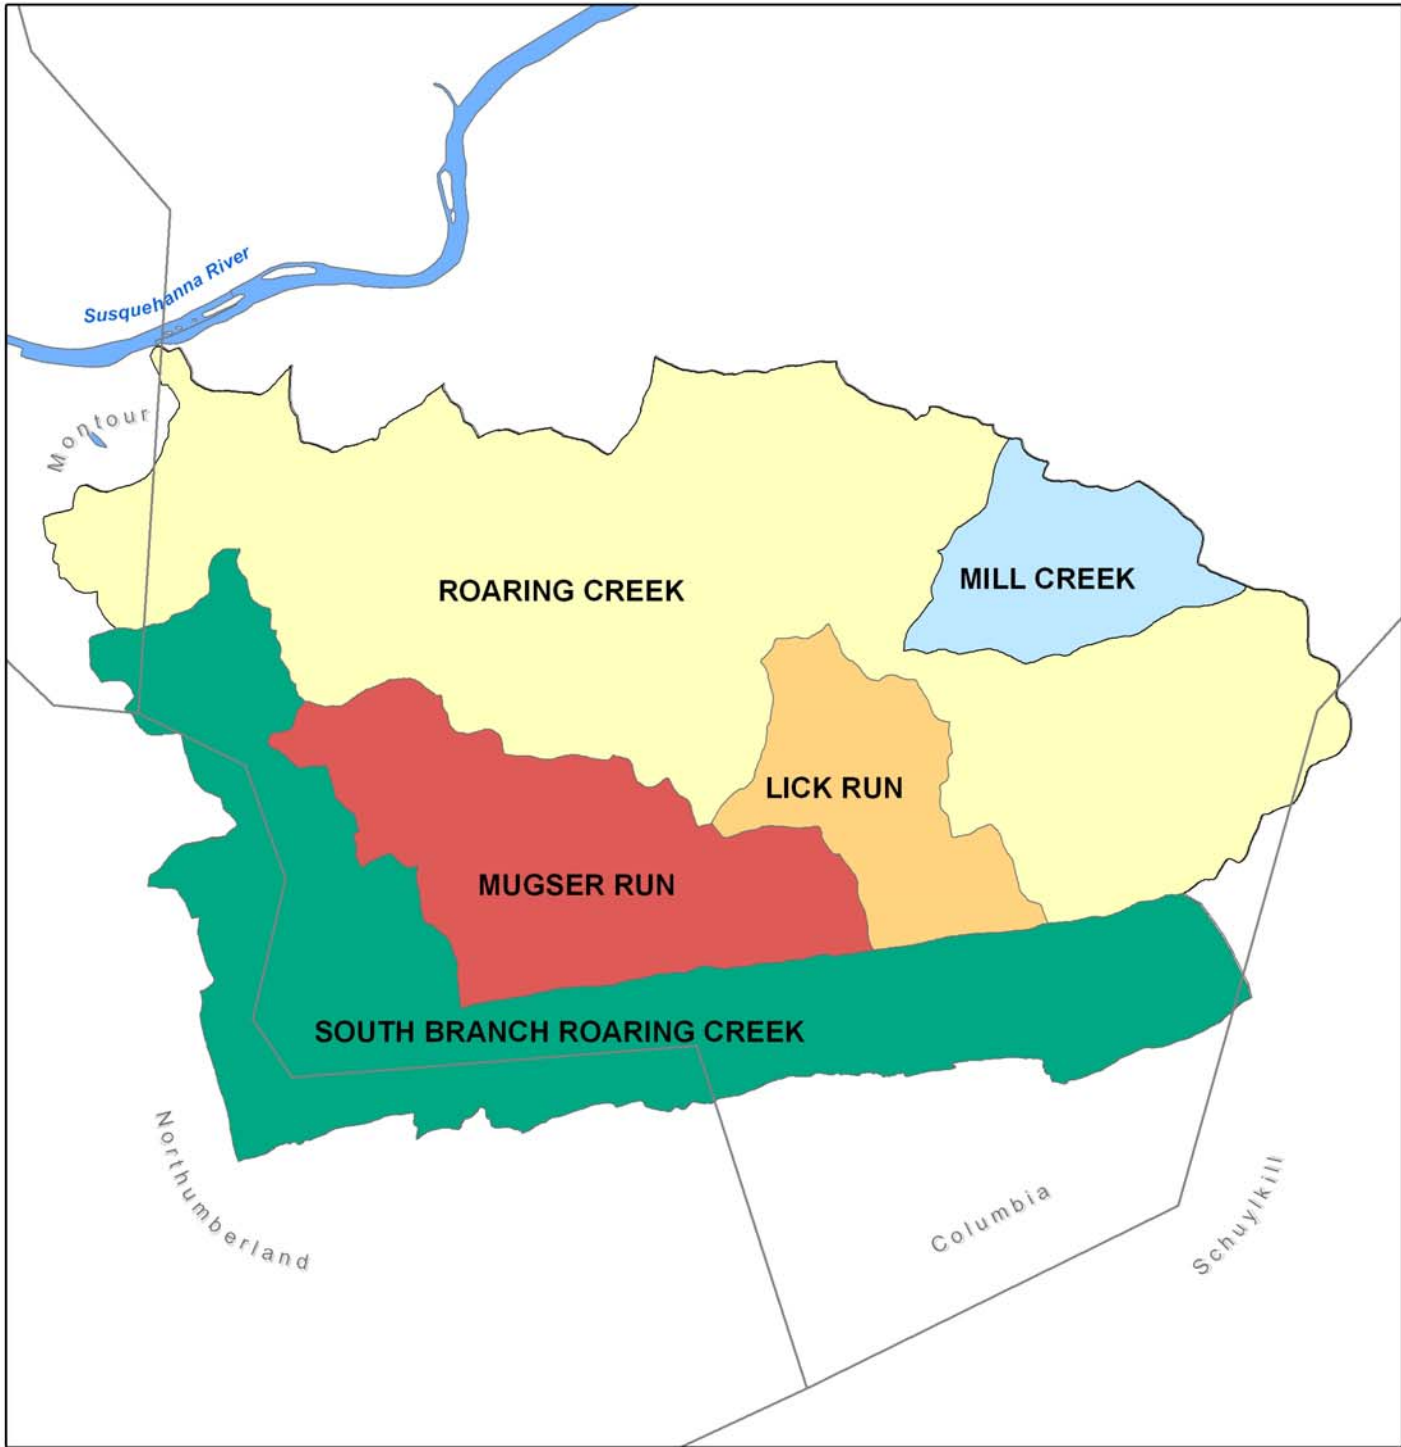 Susquehanna River
Montour
ROARING CREEK
MILL CREEK
LICK RUN
MUGSER RUN
SOUTH BRANCH ROARING CREEK
Northumberland
Columbia
Schuylkill